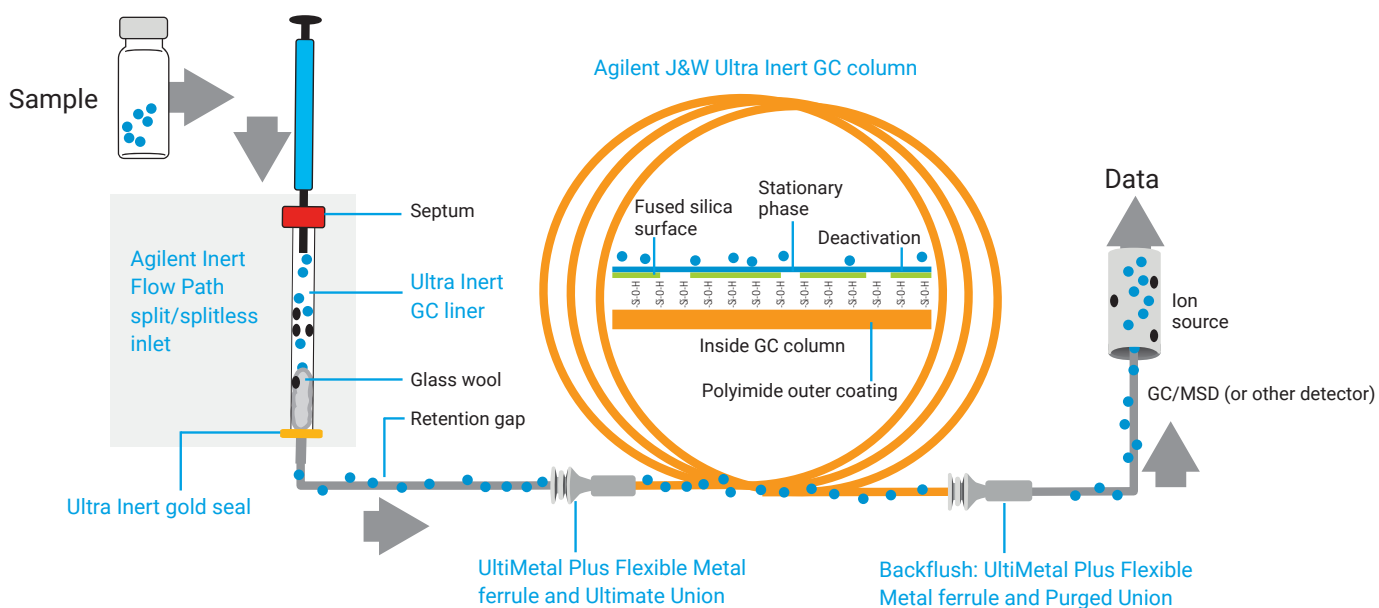 Agilent J&W Ultra Inert GC column
Sample
Data
Septum
Agilent Inert
Flow Path
split/splitless
inlet
Ultra Inert
GC liner
Glass wool
Retention gap
Ultra Inert gold seal
Fused silica
surface
Stationary
phase
Deactivation
-S-O-H -S-O-H -S-O-H -S-O-H -S-O-H -S-O-H -S-O-H -S-O-H -S-O-H -S-O-H -S-O-H -S-O-H -S-O-H
Inside GC column
Polyimide outer coating
Ion
source
GC/MSD (or other detector)
UltiMetal Plus Flexible Metal
ferrule and Ultimate Union
Backflush: UltiMetal Plus Flexible
Metal ferrule and Purged Union